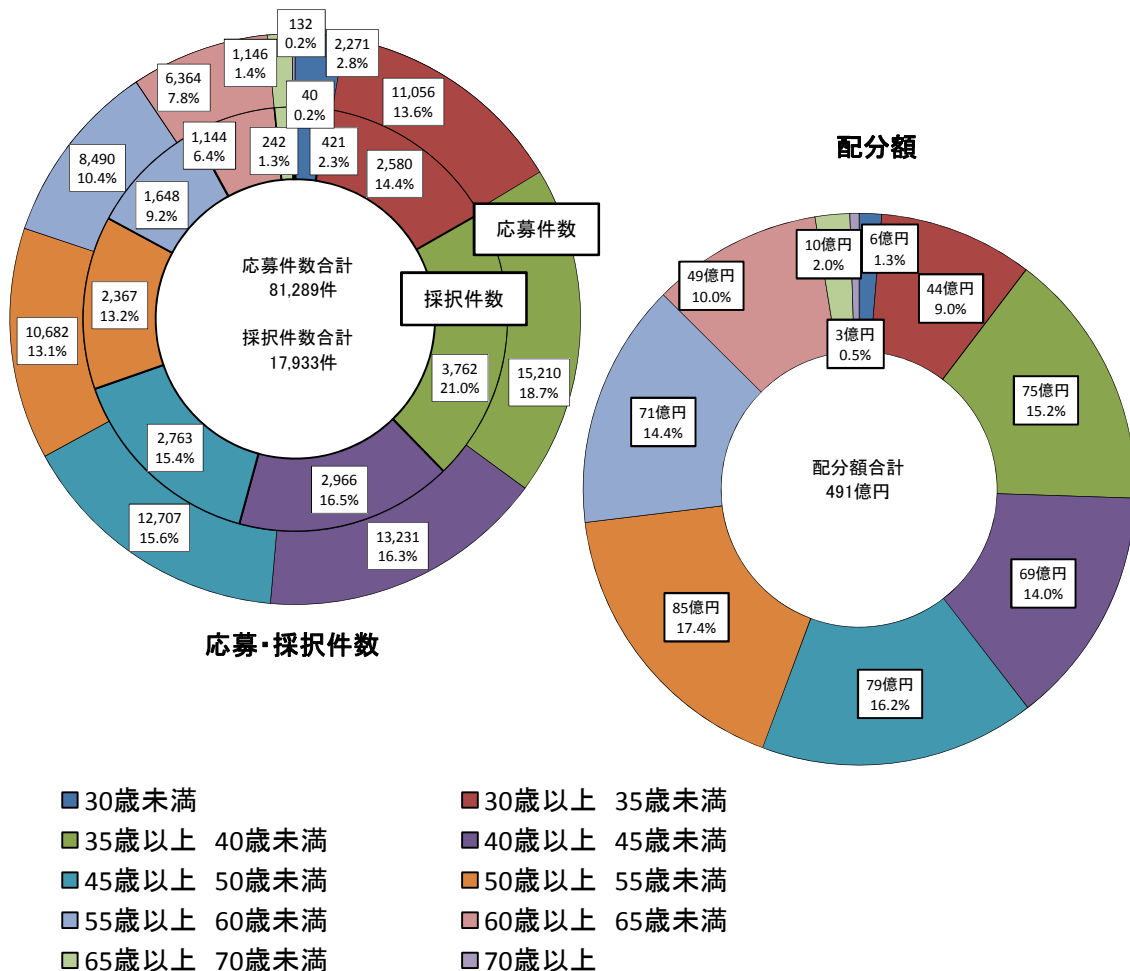 132
0.2%
2,271
2.8%
11,056
13.6%
15,210
18.7%
13,231
16.3%
12,707
15.6%
10,682
13.1%
8,490
10.4%
6,364
7.8%
1,146
1.4%
40
0.2%
421
2.3%
2,580
14.4%
3,762
21.0%
2,966
16.5%
2,763
15.4%
2,367
13.2%
1,648
9.2%
1,144
6.4%
242
1.3%
応募件数
採択件数
応募件数合計
81,289件
採択件数合計
17,933件
応募・採択件数
配分額
6億円
1.3%
44億円
9.0%
75億円
15.2%
69億円
14.0%
79億円
16.2%
85億円
17.4%
71億円
14.4%
49億円
10.0%
10億円
2.0%
3億円
0.5%
配分額合計
491億円
30歳未満
30歳以上 35歳未満
35歳以上 40歳未満
40歳以上 45歳未満
45歳以上 50歳未満
50歳以上 55歳未満
55歳以上 60歳未満
60歳以上 65歳未満
65歳以上 70歳未満
70歳以上